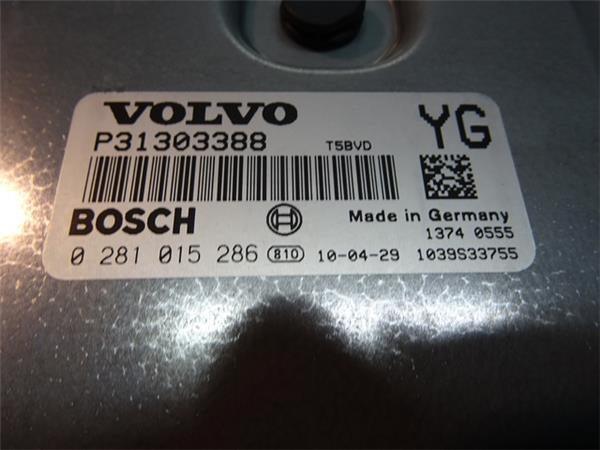 VOLVO
P31303388 T5BVD
YG
BOSCH
Made in Germany
1374 0555
0 281 015 286 810 10-04-29 1039S33755